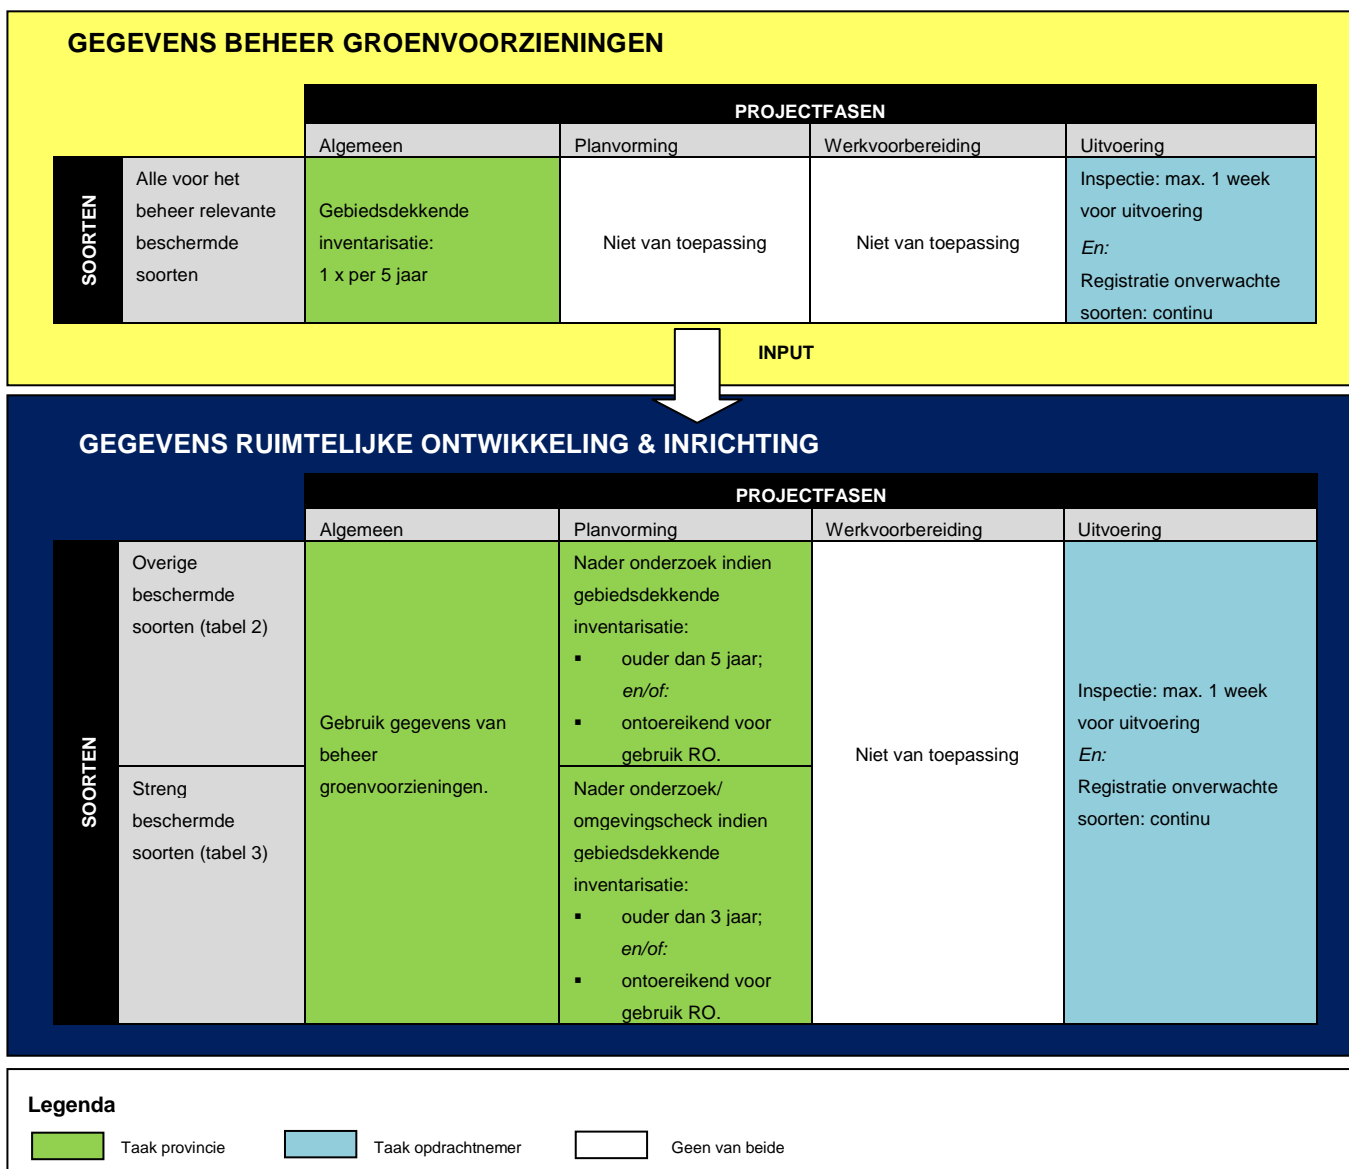 GEGEVENS BEHEER GROENVOORZIENINGEN
PROJECTFASEN
Algemeen
Planvorming
Werkvoorbereiding
Uitvoering
SOORTEN
Alle voor het
beheer relevante
beschermde
soorten
Gebiedsdekkende
inventarisatie:
1 x per 5 jaar
Niet van toepassing
Niet van toepassing
Inspectie: max. 1 week
voor uitvoering
En:
Registratie onverwachte
soorten: continu
INPUT
GEGEVENS RUIMTELIJKE ONTWIKKELING & INRICHTING
PROJECTFASEN
Algemeen
Planvorming
Werkvoorbereiding
Uitvoering
SOORTEN
Overige
beschermde
soorten (tabel 2)
Gebruik gegevens van
beheer
groenvoorzieningen.
Nader onderzoek indien
gebiedsdekkende
inventarisatie:
▪ ouder dan 5 jaar;
en/of:
▪ ontoereikend voor
gebruik RO.
Niet van toepassing
Inspectie: max. 1 week
voor uitvoering
En:
Registratie onverwachte
soorten: continu
Streng
beschermde
soorten (tabel 3)
Nader onderzoek/
omgevingscheck indien
gebiedsdekkende
inventarisatie:
▪ ouder dan 3 jaar;
en/of:
▪ ontoereikend voor
gebruik RO.
Legenda
Taak provincie
Taak opdrachtnemer
Geen van beide